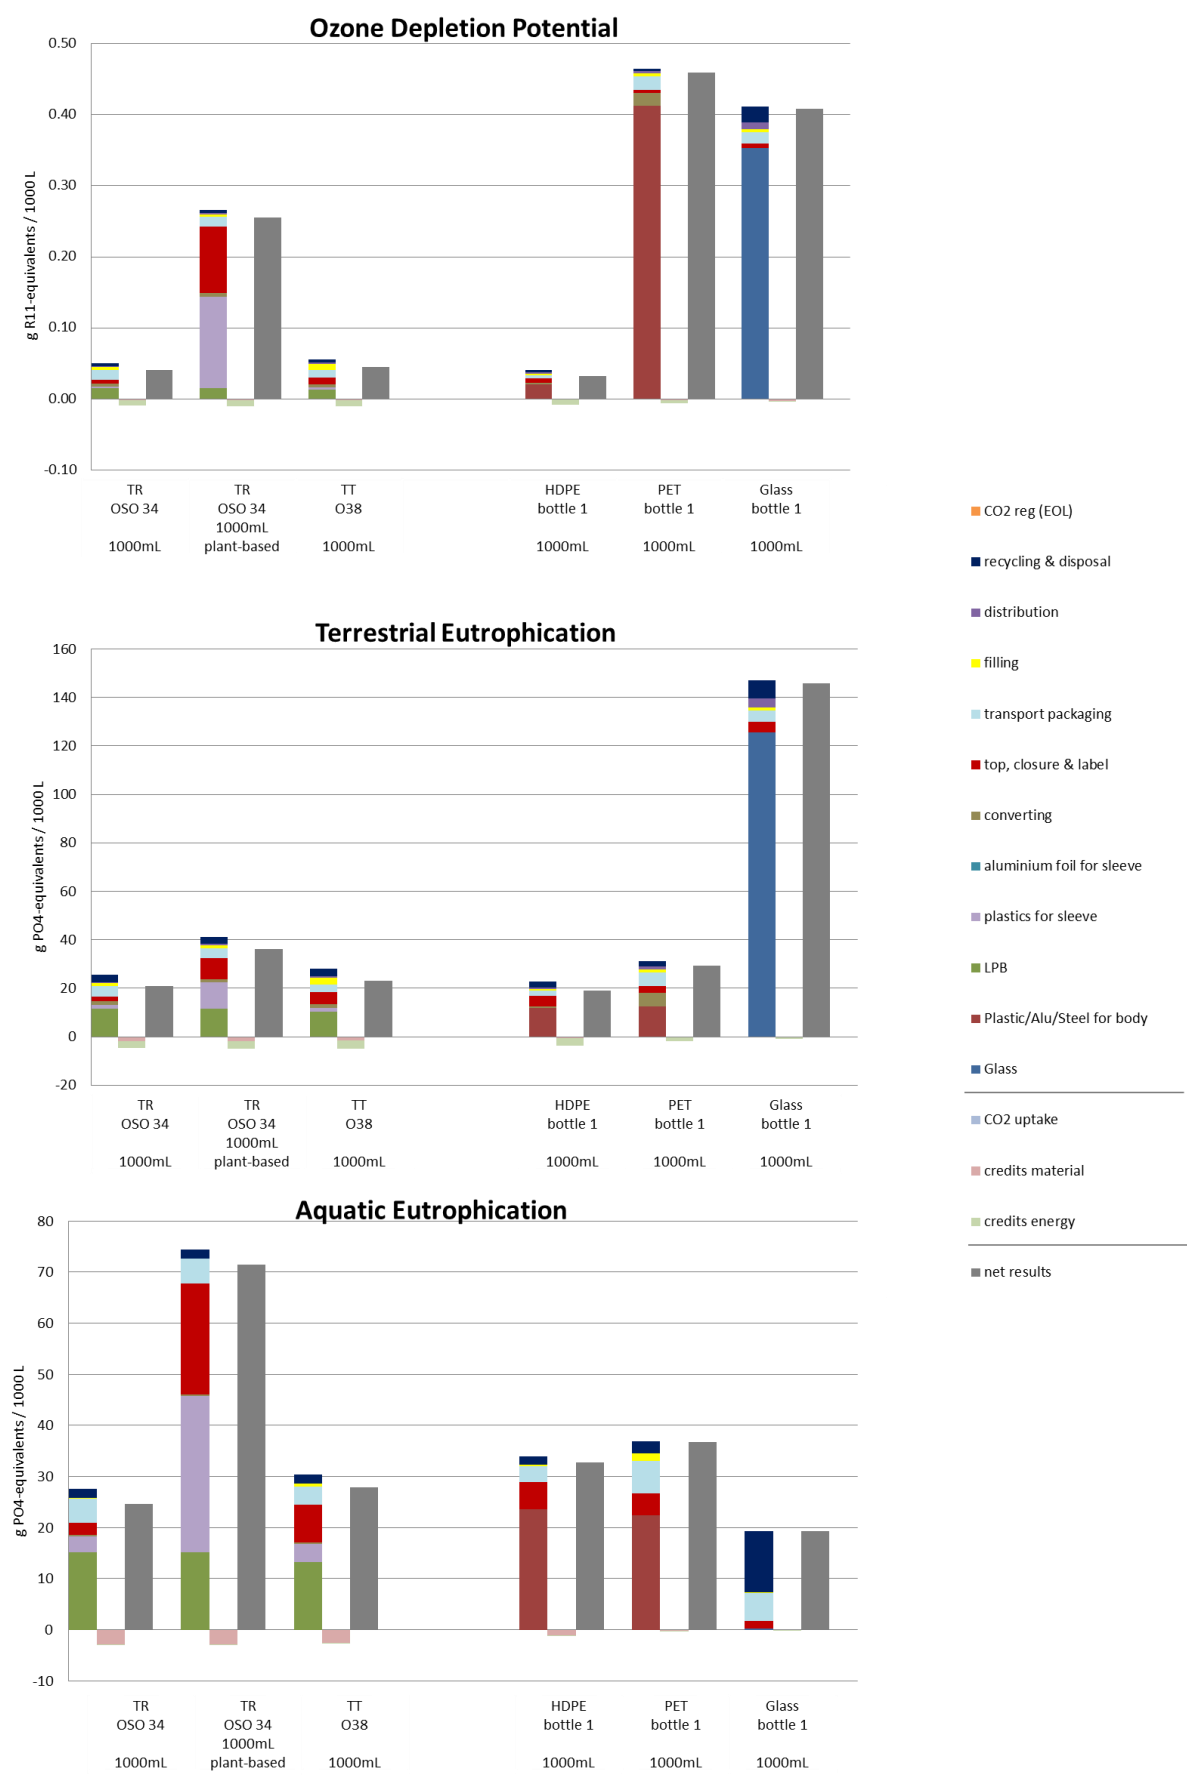 Ozone Depletion Potential
g R11-equivalents / 1000 L
0.50
0.40
0.30
0.20
0.10
0.00
-0.10
TR
OSO 34
1000mL
TR
OSO 34
1000mL
plant-based
TT
O38
1000mL
HDPE
bottle 1
1000mL
PET
bottle 1
1000mL
Glass
bottle 1
1000mL
Terrestrial Eutrophication
g PO4-equivalents / 1000 L
160
140
120
100
80
60
40
20
0
-20
TR
OSO 34
1000mL
TR
OSO 34
1000mL
plant-based
TT
O38
1000mL
HDPE
bottle 1
1000mL
PET
bottle 1
1000mL
Glass
bottle 1
1000mL
Aquatic Eutrophication
g PO4-equivalents / 1000 L
80
70
60
50
40
30
20
10
0
-10
TR
OSO 34
1000mL
TR
OSO 34
1000mL
plant-based
TT
O38
1000mL
HDPE
bottle 1
1000mL
PET
bottle 1
1000mL
Glass
bottle 1
1000mL
CO2 reg (EOL)
recycling & disposal
distribution
filling
transport packaging
top, closure & label
converting
aluminium foil for sleeve
plastics for sleeve
LPB
Plastic/Alu/Steel for body
Glass
CO2 uptake
credits material
credits energy
net results